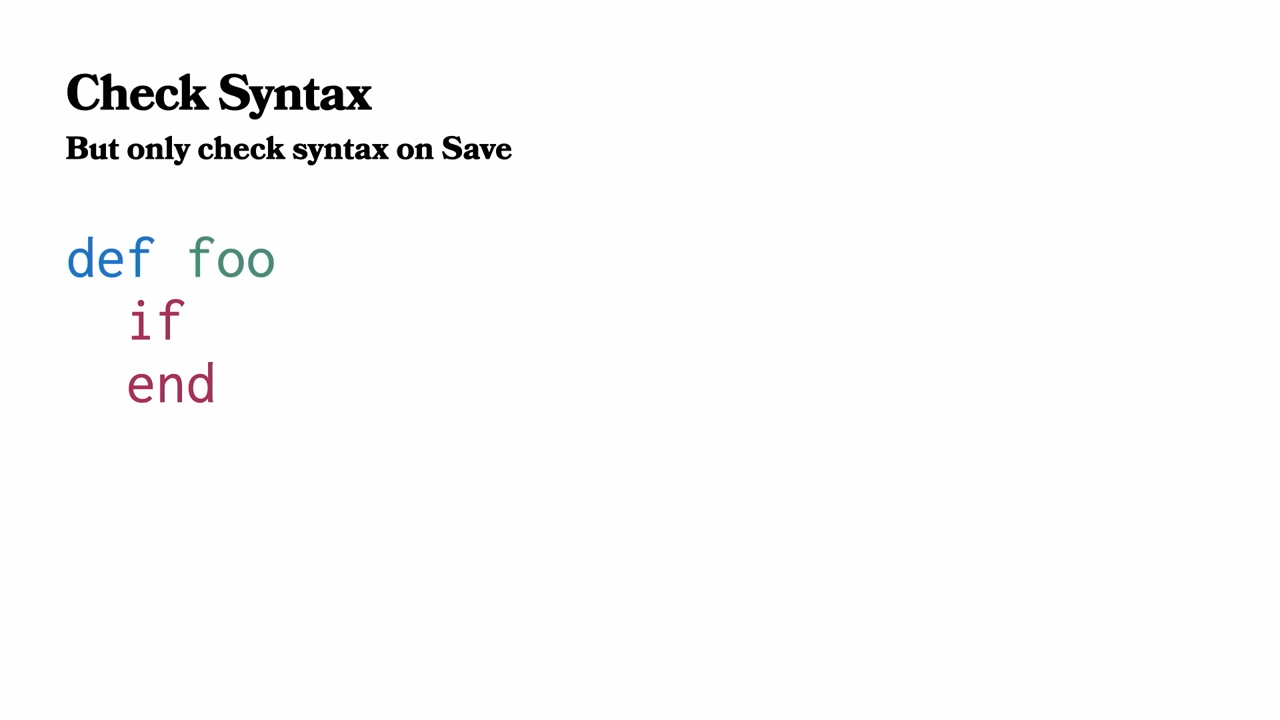 Check Syntax
But only check syntax on Save
def foo
  if
  end